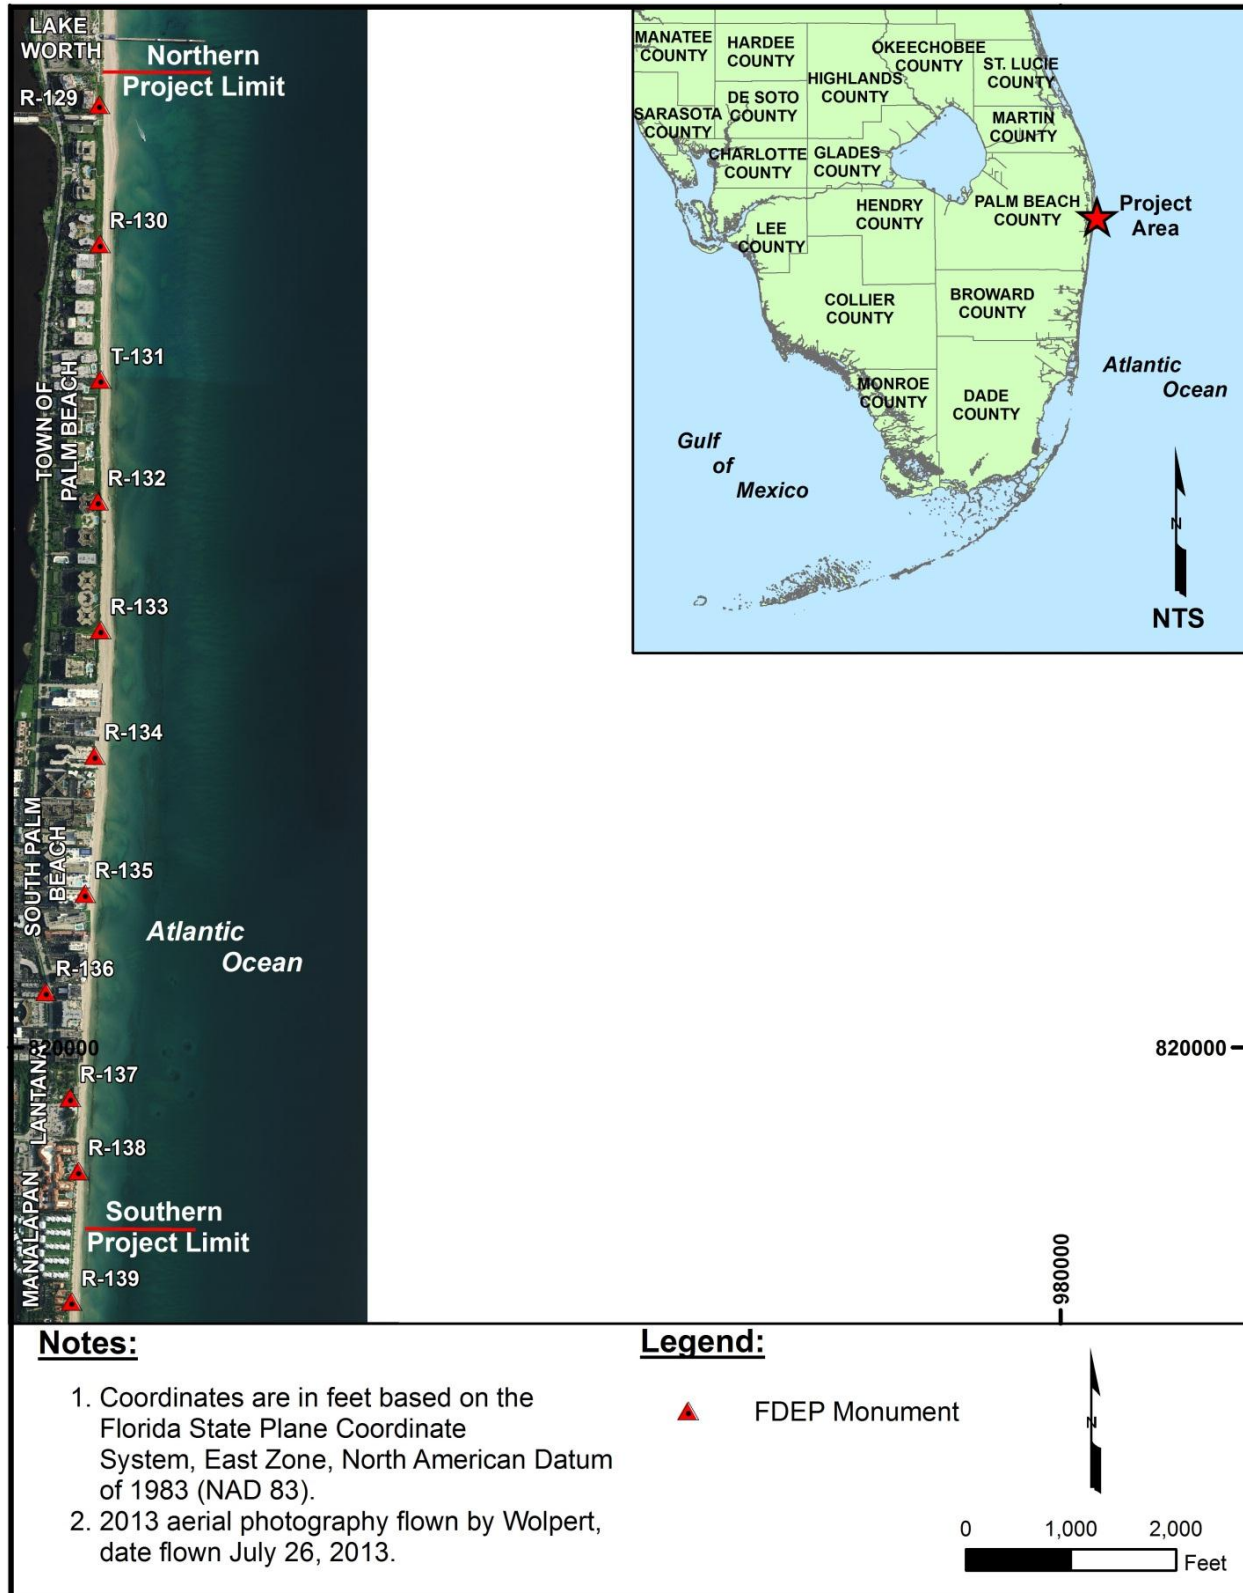 LAKE
WORTH
Northern
Project Limit
R-129
R-130
T-131
TOWN OF
PALM BEACH
R-132
R-133
R-134
SOUTH PALM
BEACH
R-135
Atlantic
Ocean
R-136
820000
LANTANA
R-137
R-138
MANALAPAN
Southern
Project Limit
R-139
MANATEE
COUNTY
HARDEE
COUNTY
OKEECHOBEE
COUNTY
ST. LUCIE
COUNTY
HIGHLANDS
COUNTY
DE SOTO
COUNTY
SARASOTA
COUNTY
MARTIN
COUNTY
CHARLOTTE
COUNTY
GLADES
COUNTY
HENDRY
COUNTY
PALM BEACH
COUNTY
Project
Area
LEE
COUNTY
COLLIER
COUNTY
BROWARD
COUNTY
MONROE
COUNTY
DADE
COUNTY
Atlantic
Ocean
Gulf
of
Mexico
N
NTS
820000
980000
Notes:
1. Coordinates are in feet based on the
Florida State Plane Coordinate
System, East Zone, North American Datum
of 1983 (NAD 83).
2. 2013 aerial photography flown by Wolpert,
date flown July 26, 2013.
Legend:
FDEP Monument
N
0 1,000 2,000
Feet